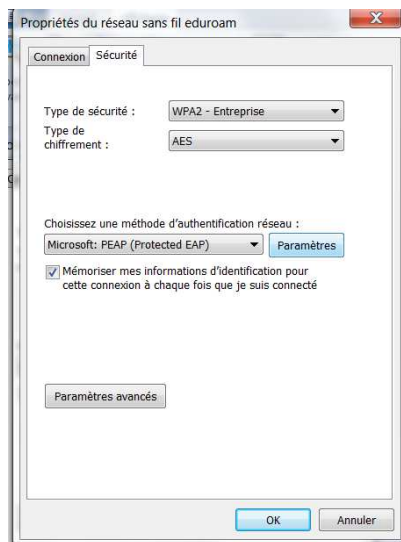 Propriétés du réseau sans fil eduroam
Connexion
Sécurité
Type de sécurité :
WPA2 - Entreprise
Type de
chiffrement :
AES
Choisissez une méthode d'authentification réseau :
Microsoft: PEAP (Protected EAP)
Paramètres
Mémoriser mes informations d'identification pour
cette connexion à chaque fois que je suis connecté
Paramètres avancés
OK
Annuler